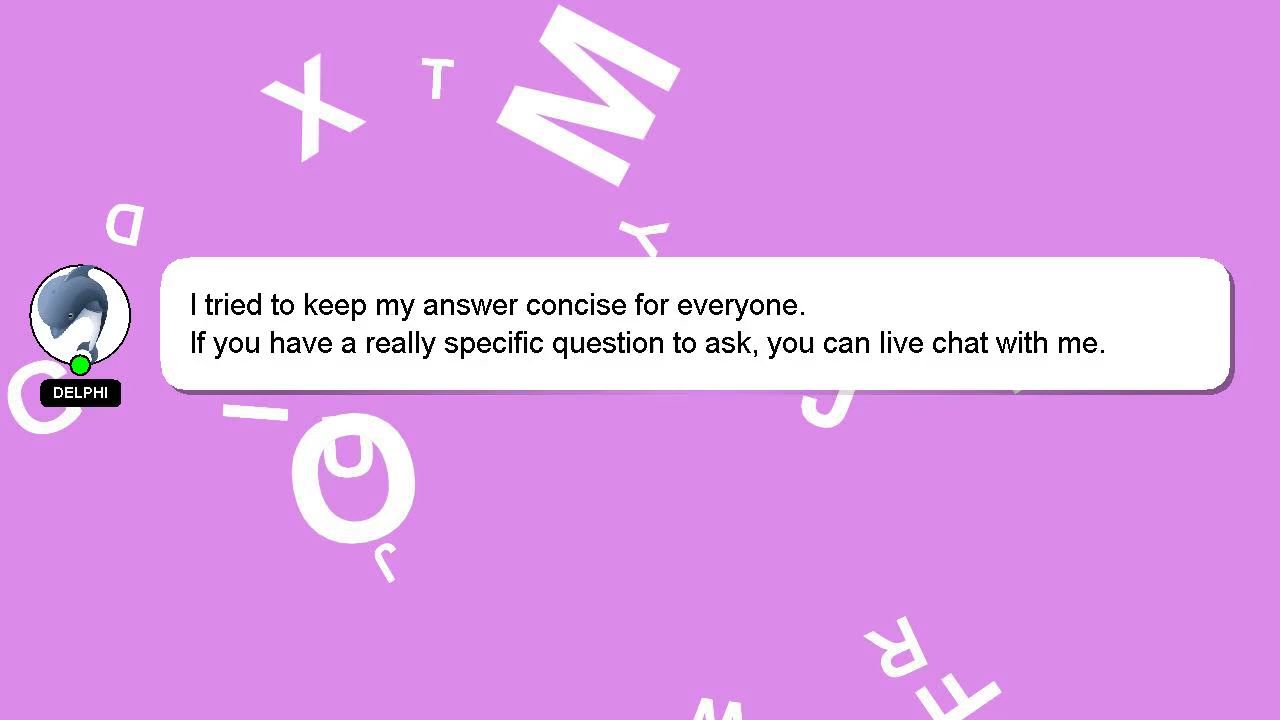 X
T
M
D
Y
I tried to keep my answer concise for everyone.
If you have a really specific question to ask, you can live chat with me.
DELPHI
C
J
I
O
U
J
R
F
W